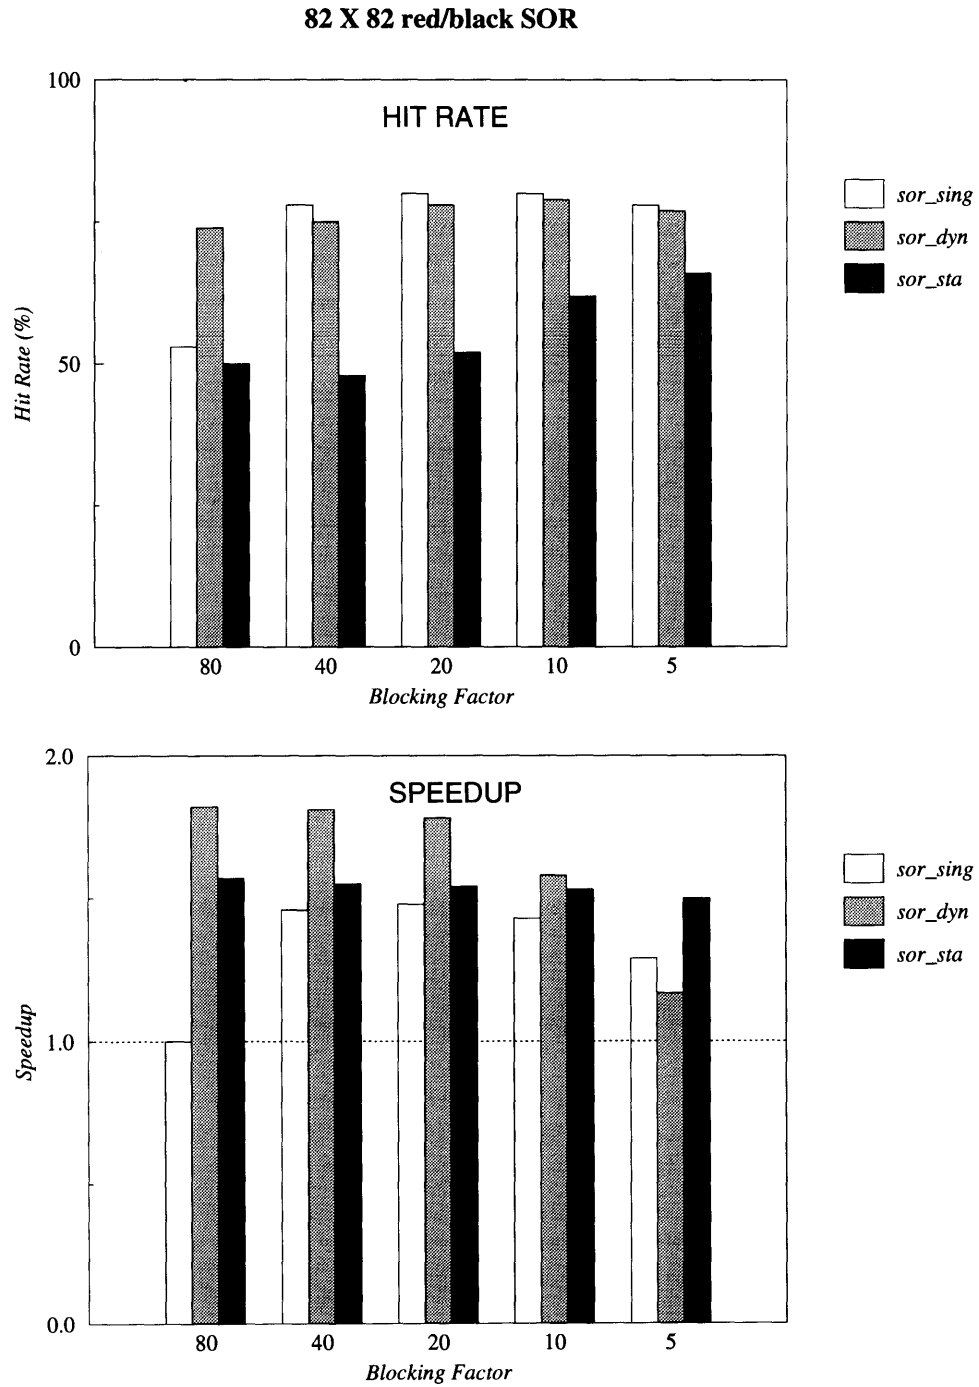 82 X 82 red/black SOR
100
HIT RATE
sor_sing
sor_dyn
sor_sta
Hit Rate (%)
50
0
80 40 20 10 5
Blocking Factor
2.0
SPEEDUP
sor_sing
sor_dyn
sor_sta
Speedup
1.0
0.0
80 40 20 10 5
Blocking Factor